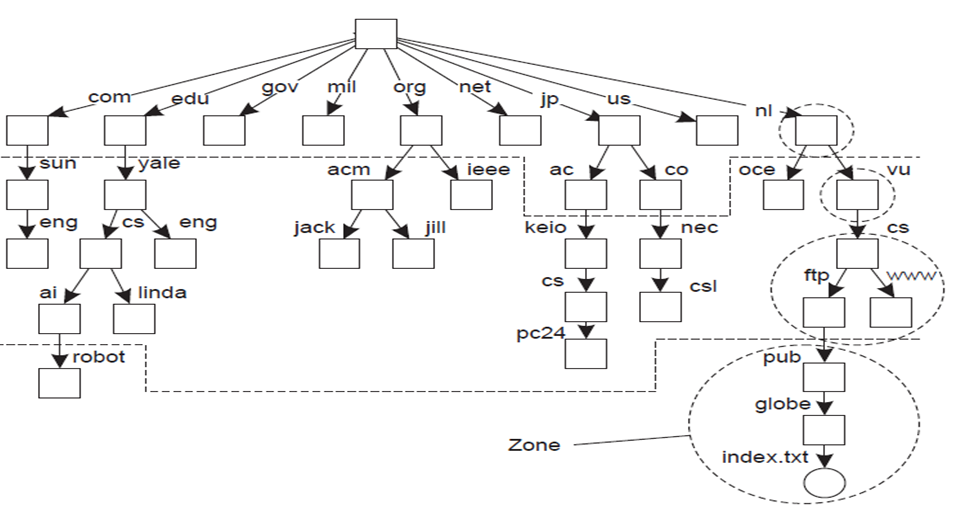 com edu gov mil org net jp us nl
sun yale acm ieee ac co oce vu
eng cs eng jack jill keio nec cs
ai linda cs csl ftp www
robot pc24 pub
globe
Zone index.txt